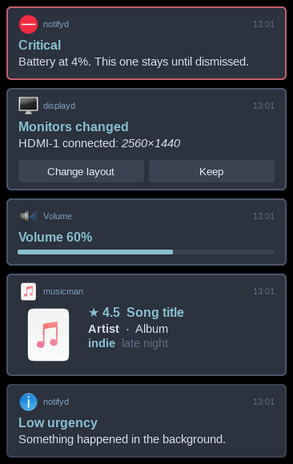 notifyd 13:01
Critical
Battery at 4%. This one stays until dismissed.
displayd 13:01
Monitors changed
HDMI-1 connected: 2560×1440
Change layout Keep
Volume 13:01
Volume 60%
musicman 13:01
★ 4.5 Song title
Artist · Album
indie late night
notifyd 13:01
Low urgency
Something happened in the background.